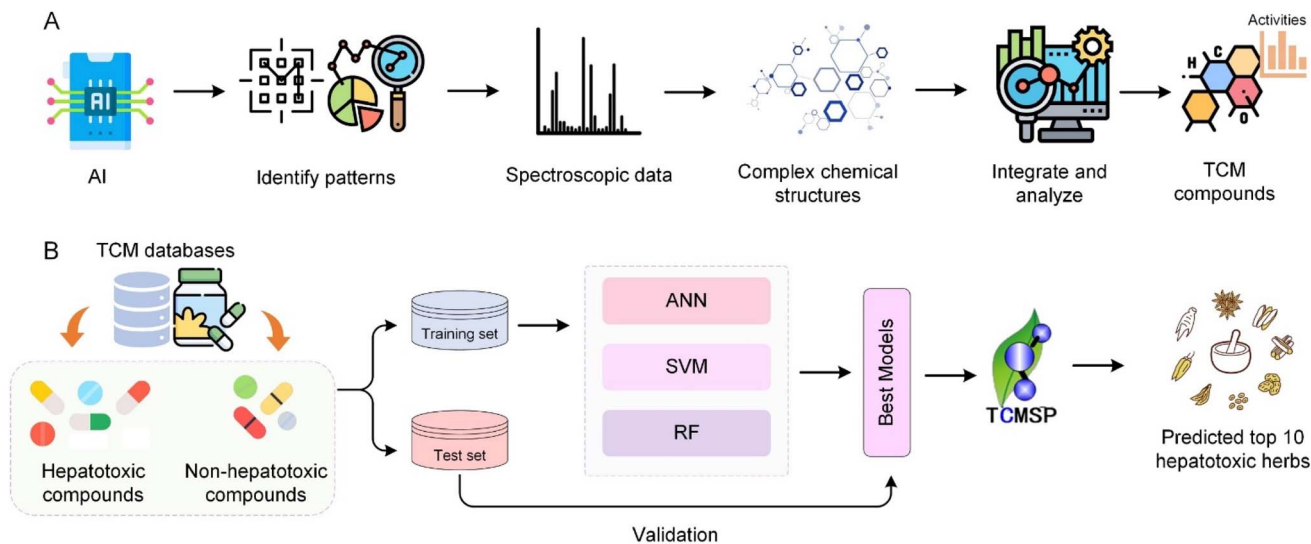 A
AI
AI
Identify patterns
Spectroscopic data
Complex chemical
structures
Integrate and
analyze
Activities
H
C
O
TCM
compounds
B
TCM databases
Hepatotoxic
compounds
Non-hepatotoxic
compounds
Training set
Test set
ANN
SVM
RF
Best Models
Validation
TCMSP
Predicted top 10
hepatotoxic herbs